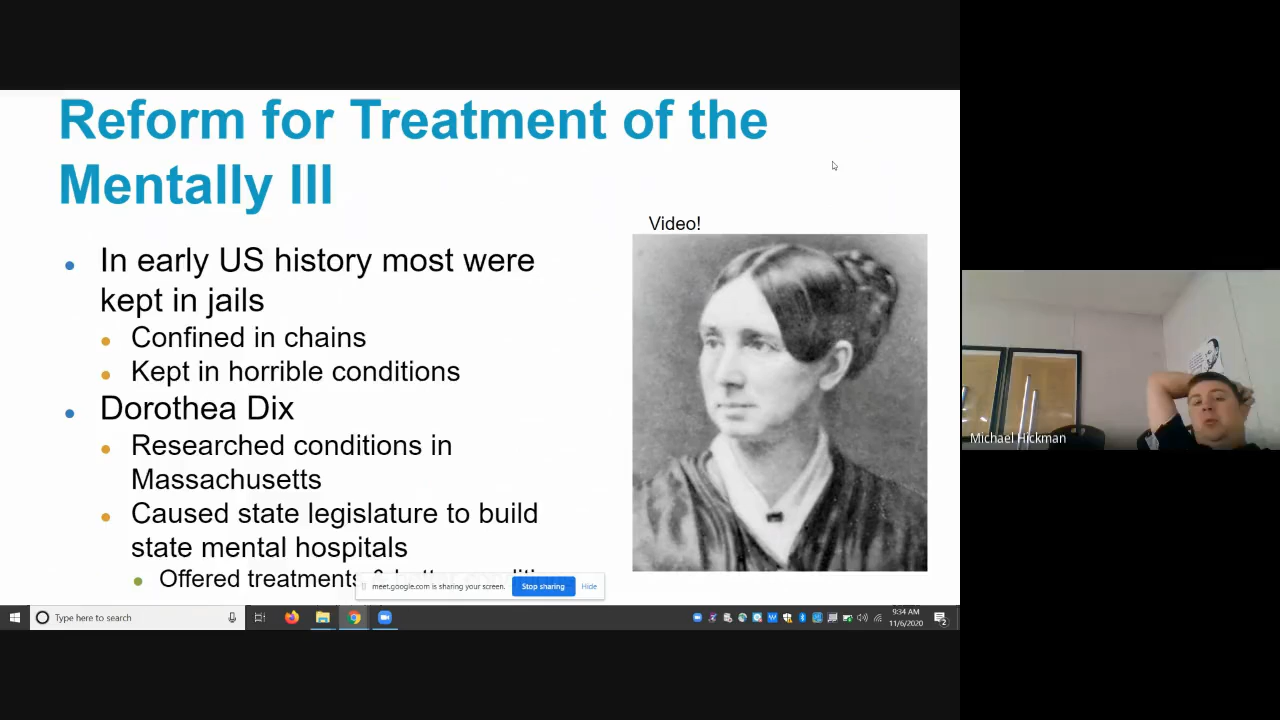 Reform for Treatment of the
Mentally Ill
Video!
In early US history most were
kept in jails
Confined in chains
Kept in horrible conditions
Dorothea Dix
Researched conditions in
Massachusetts
Caused state legislature to build
state mental hospitals
Offered treatments
meet.google.com is sharing your screen.
Stop sharing
Hide
Michael Hickman
Type here to search
9:34 AM
11/6/2020
2